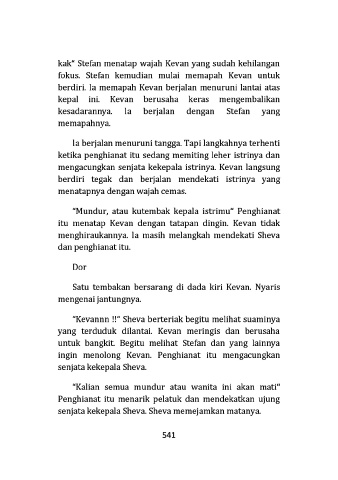 kak" Stefan menatap wajah Kevan yang sudah kehilangan
fokus. Stefan kemudian mulai memapah Kevan untuk
berdiri. Ia memapah Kevan berjalan menuruni lantai atas
kepal ini. Kevan berusaha keras mengembalikan
kesadarannya. Ia berjalan dengan Stefan yang
memapahnya.
Ia berjalan menuruni tangga. Tapi langkahnya terhenti
ketika penghianat itu sedang memiting leher istrinya dan
mengacungkan senjata kekepala istrinya. Kevan langsung
berdiri tegak dan berjalan mendekati istrinya yang
menatapnya dengan wajah cemas.
"Mundur, atau kutembak kepala istrimu" Penghianat
itu menatap Kevan dengan tatapan dingin. Kevan tidak
menghiraukannya. Ia masih melangkah mendekati Sheva
dan penghianat itu.
Dor
Satu tembakan bersarang di dada kiri Kevan. Nyaris
mengenai jantungnya.
"Kevannn !!" Sheva berteriak begitu melihat suaminya
yang terduduk dilantai. Kevan meringis dan berusaha
untuk bangkit. Begitu melihat Stefan dan yang lainnya
ingin menolong Kevan. Penghianat itu mengacungkan
senjata kekepala Sheva.
"Kalian semua mundur atau wanita ini akan mati"
Penghianat itu menarik pelatuk dan mendekatkan ujung
senjata kekepala Sheva. Sheva memejamkan matanya.
541